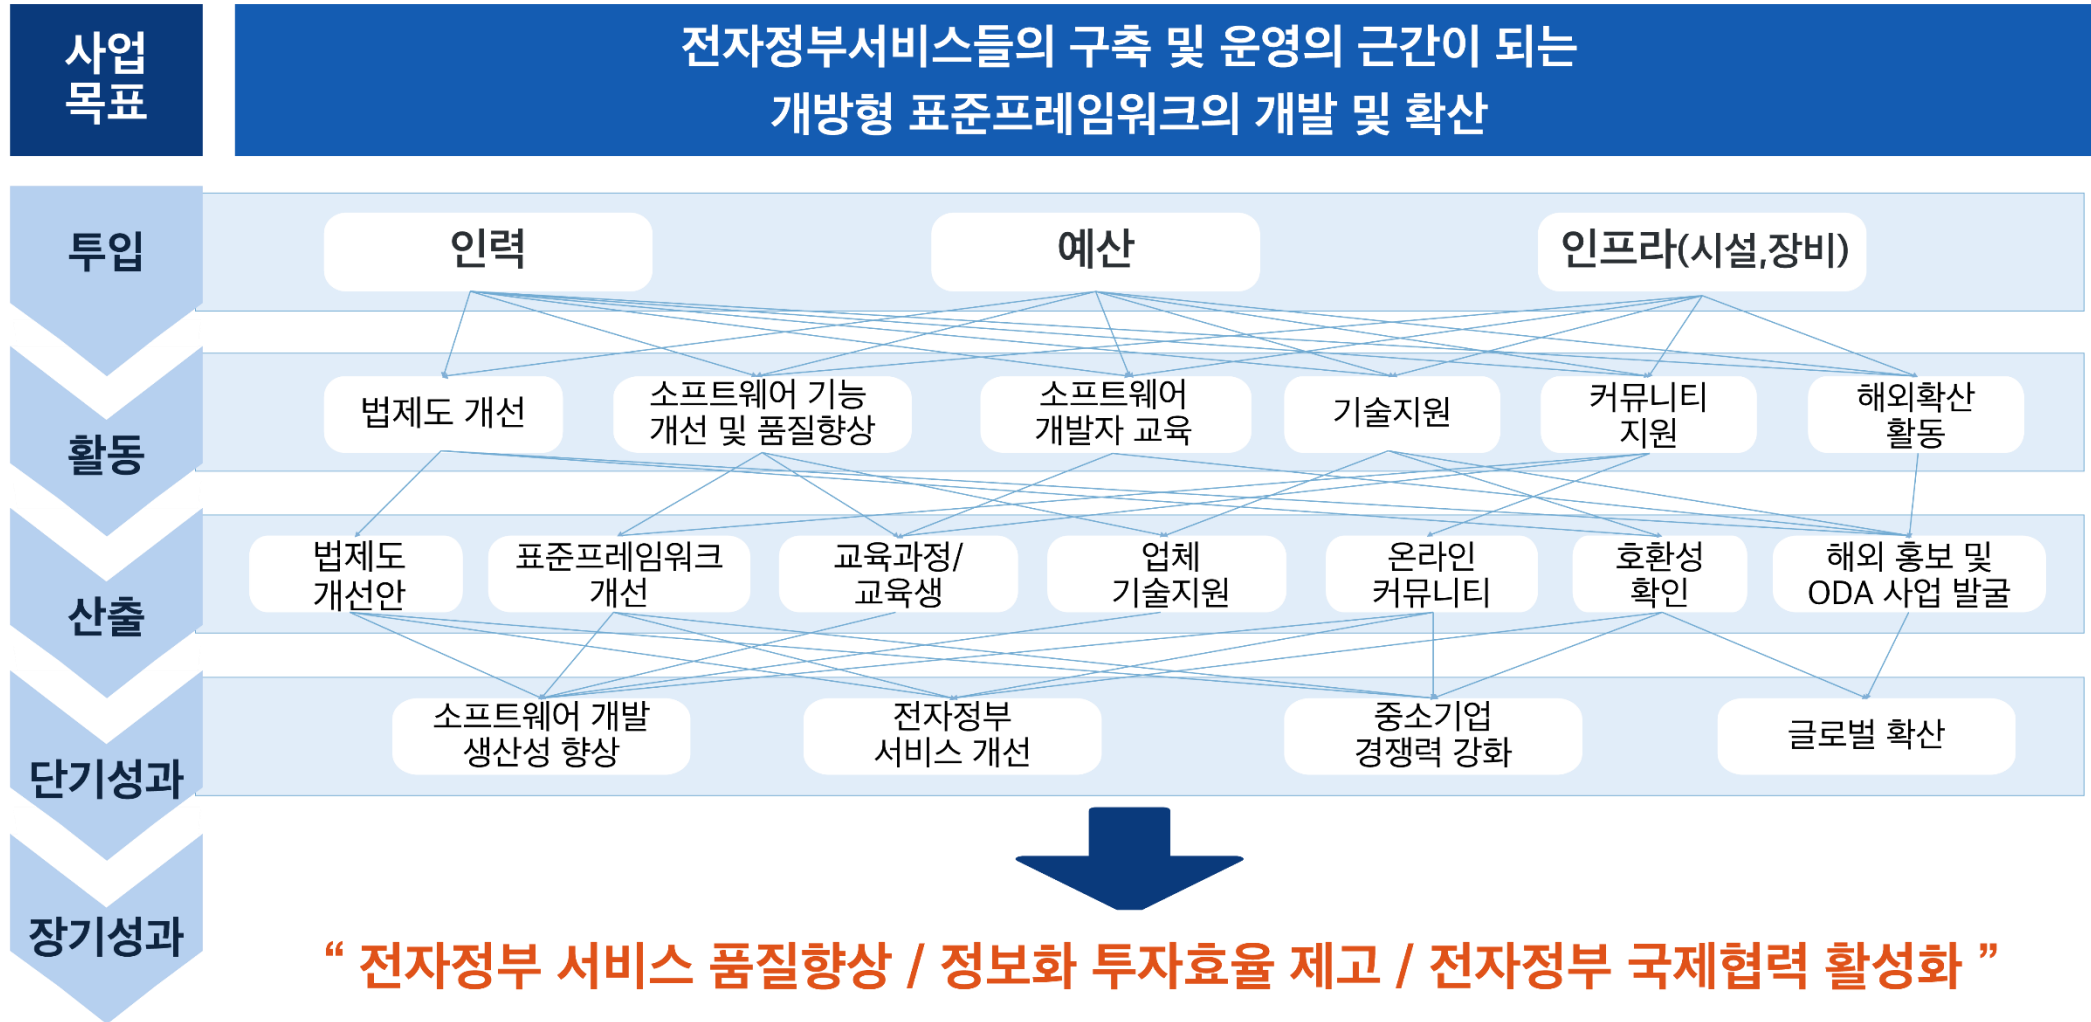 사업
목표
전자정부서비스들의 구축 및 운영의 근간이 되는
개방형 표준프레임워크의 개발 및 확산
투입
인력
예산
인프라(시설,장비)
활동
법제도 개선
소프트웨어 기능
개선 및 품질향상
소프트웨어
개발자 교육
기술지원
커뮤니티
지원
해외확산
활동
산출
법제도
개선안
표준프레임워크
개선
교육과정/
교육생
업체
기술지원
온라인
커뮤니티
호환성
확인
해외 홍보 및
ODA 사업 발굴
단기성과
소프트웨어 개발
생산성 향상
전자정부
서비스 개선
중소기업
경쟁력 강화
글로벌 확산
장기성과
“ 전자정부 서비스 품질향상 / 정보화 투자효율 제고 / 전자정부 국제협력 활성화 ”